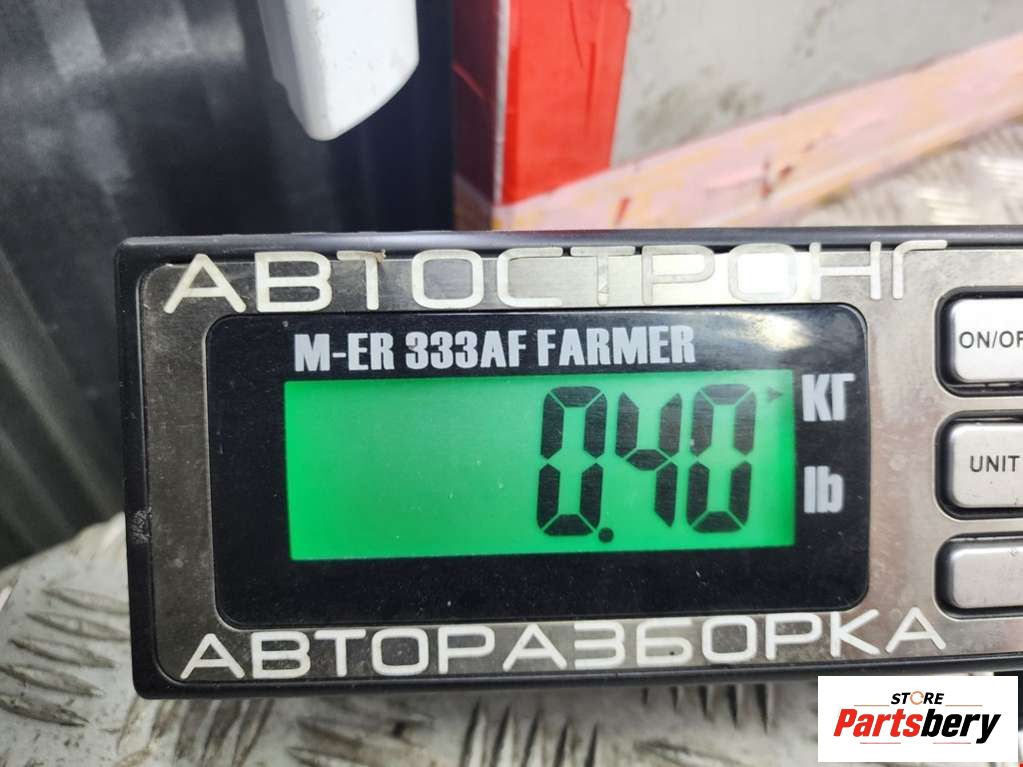 АВТОСТРОНГ
M-ER 333AF FARMER
0.40
КГ
lb
ON/OF
UNIT
АВТОРАЗБОРКА
STORE
Partsbery